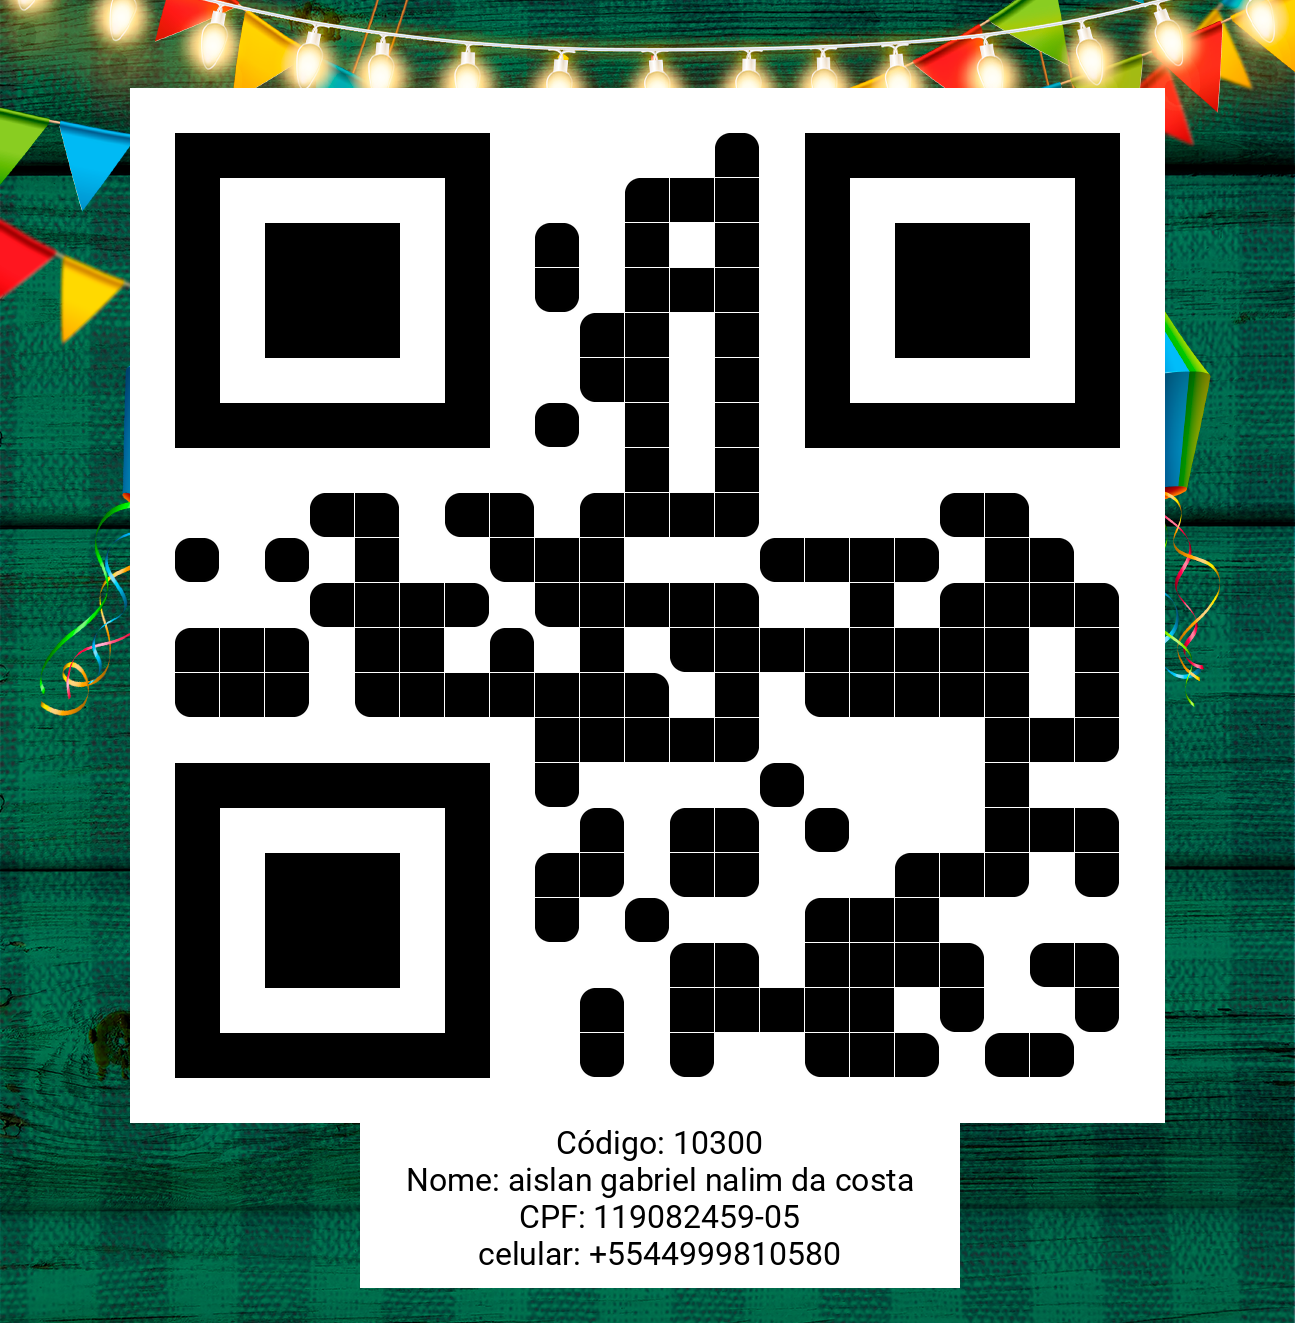 Código: 10300
Nome: aislan gabriel nalim da costa
CPF: 119082459-05
celular: +5544999810580